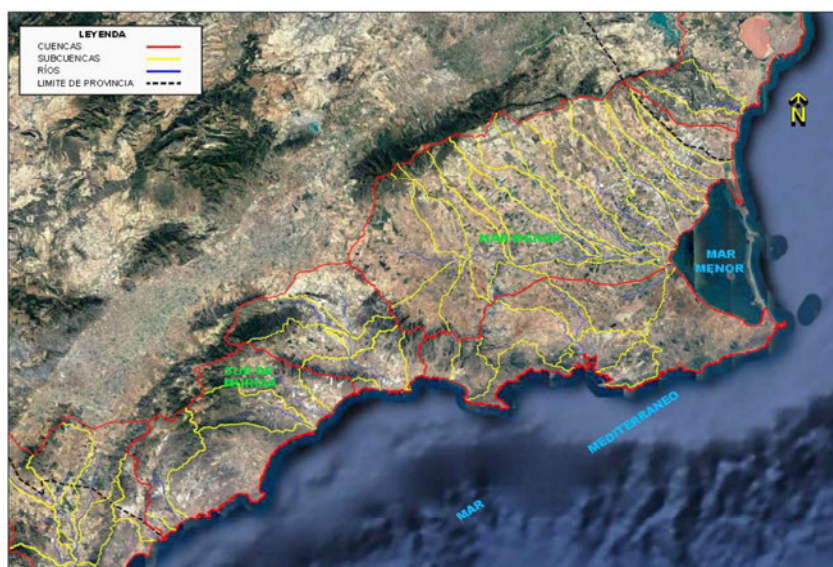 LEYENDA
CUENCAS
SUBCUENCAS
RÍOS
LIMITE DE PROVINCIA
N
MAR MENOR
MAR
MENOR
SUR DE
MURCIA
MEDITERRANEO
MAR